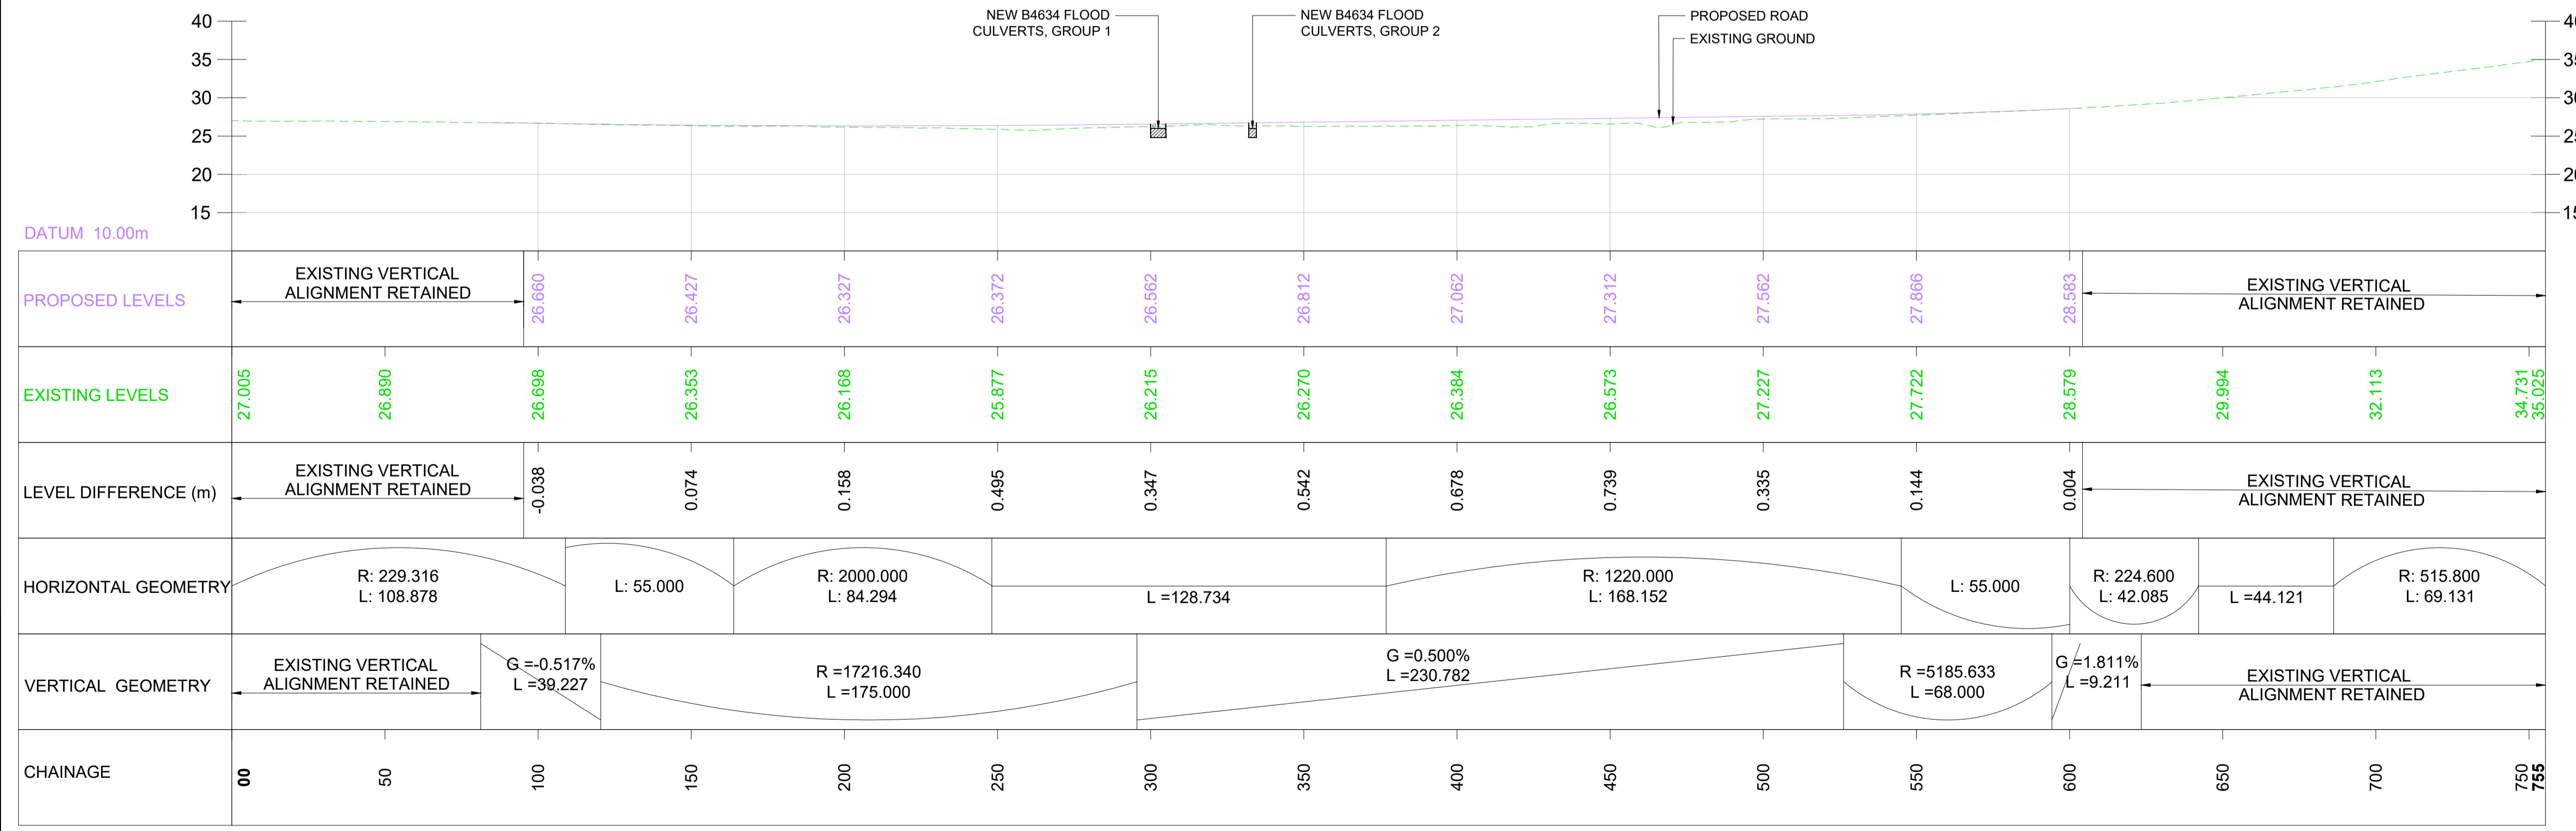 NEW B4634 FLOOD
CULVERTS, GROUP 1
NEW B4634 FLOOD
CULVERTS, GROUP 2
PROPOSED ROAD
EXISTING GROUND
40
35
30
25
20
15
DATUM 10.00m
PROPOSED LEVELS
EXISTING VERTICAL
ALIGNMENT RETAINED
26.660
26.427
26.327
26.372
26.562
26.812
27.062
27.312
27.562
27.866
28.583
EXISTING VERTICAL
ALIGNMENT RETAINED
EXISTING LEVELS
27.005
26.890
26.698
26.353
26.168
25.877
26.215
26.270
26.384
26.573
27.227
27.722
28.579
29.994
32.113
34.731
35.025
LEVEL DIFFERENCE (m)
EXISTING VERTICAL
ALIGNMENT RETAINED
-0.038
0.074
0.158
0.495
0.347
0.542
0.678
0.739
0.335
0.144
0.004
EXISTING VERTICAL
ALIGNMENT RETAINED
HORIZONTAL GEOMETRY
R: 229.316
L: 108.878
L: 55.000
R: 2000.000
L: 84.294
L =128.734
R: 1220.000
L: 168.152
L: 55.000
R: 224.600
L: 42.085
L =44.121
R: 515.800
L: 69.131
VERTICAL GEOMETRY
EXISTING VERTICAL
ALIGNMENT RETAINED
G =-0.517%
L =39.227
R =17216.340
L =175.000
G =0.500%
L =230.782
R =5185.633
L =68.000
G =1.811%
L =9.211
EXISTING VERTICAL
ALIGNMENT RETAINED
CHAINAGE
00
50
100
150
200
250
300
350
400
450
500
550
600
650
700
750
755